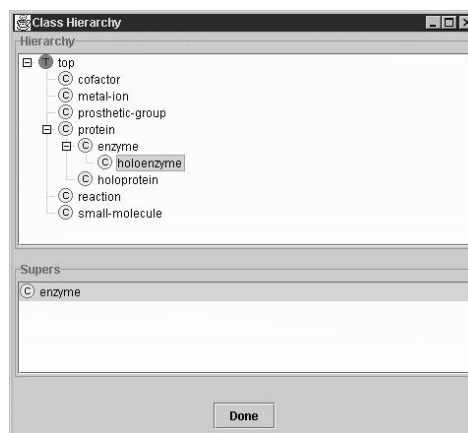 Class Hierarchy
Hierarchy
T top
C cofactor
C metal-ion
C prosthetic-group
C protein
C enzyme
C holoenzyme
C holoprotein
C reaction
C small-molecule
Supers
C enzyme
Done